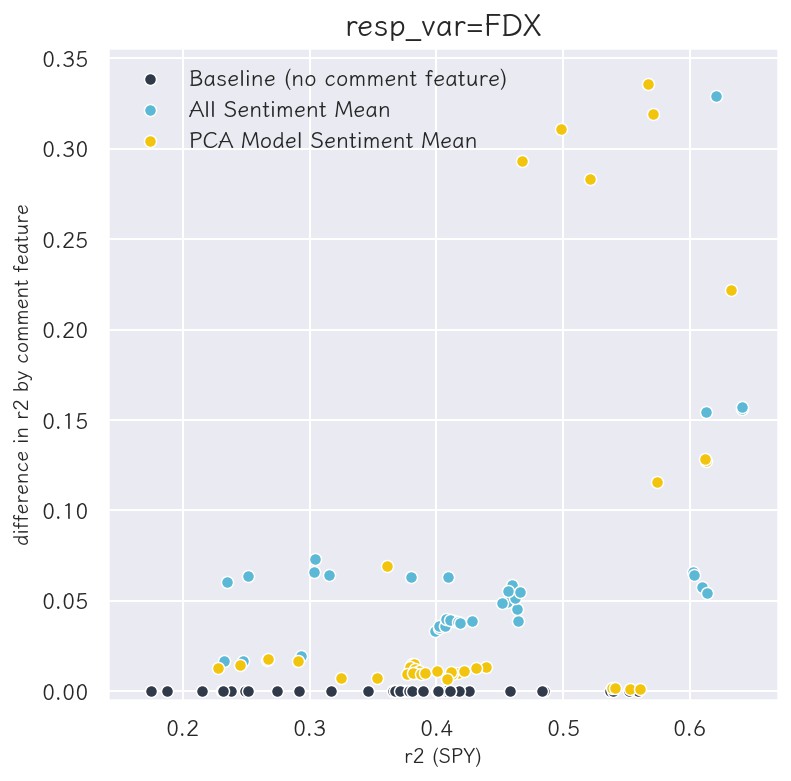 resp_var=FDX
Baseline (no comment feature)
All Sentiment Mean
PCA Model Sentiment Mean
difference in r2 by comment feature
0.35
0.30
0.25
0.20
0.15
0.10
0.05
0.00
0.2
0.3
0.4
0.5
0.6
r2 (SPY)